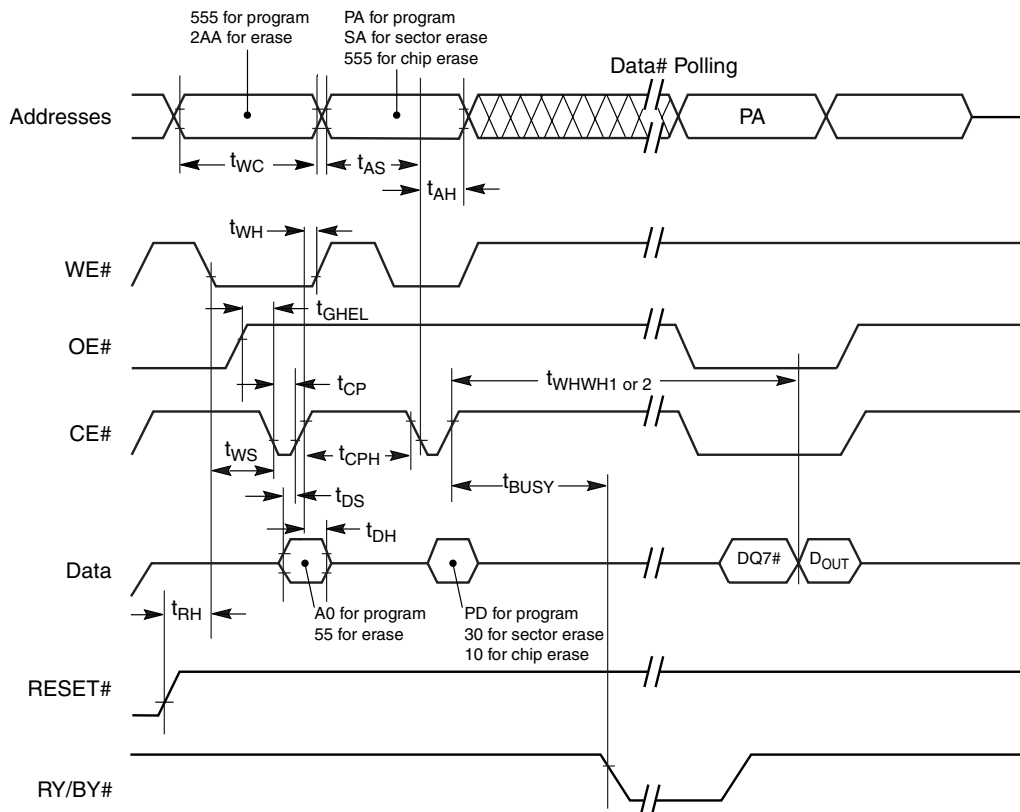 555 for program
2AA for erase
PA for program
SA for sector erase
555 for chip erase
Data# Polling
Addresses
PA
tWC
tAS
tAH
tWH
WE#
tGHEL
OE#
tWHWH1 or 2
tCP
CE#
tWS
tCPH
tBUSY
tDS
tDH
Data
DQ7#
DOUT
tRH
A0 for program
55 for erase
PD for program
30 for sector erase
10 for chip erase
RESET#
RY/BY#